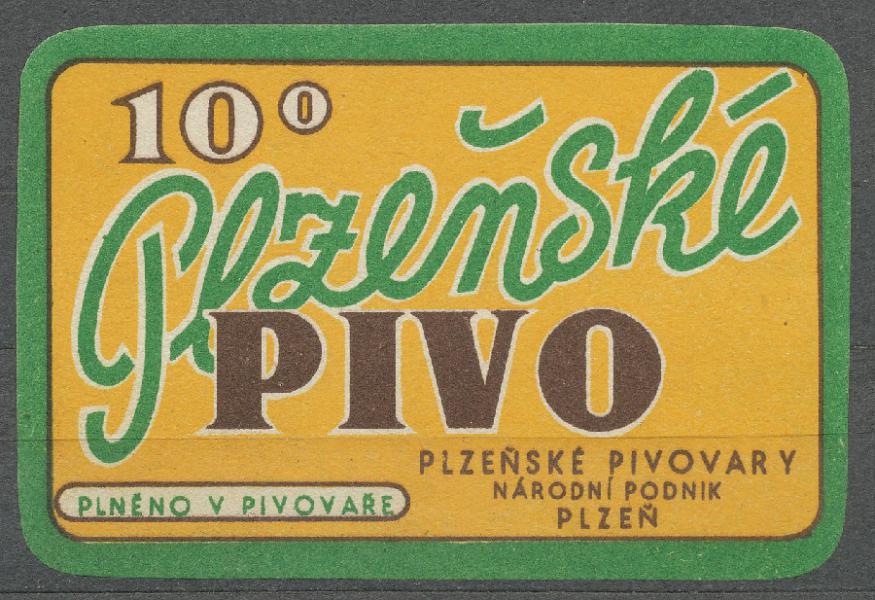 10°
Plzeňské
PIVO
PLZEŇSKÉ PIVOVARY
NÁRODNÍ PODNIK
PLZEŇ
PLNĚNO V PIVOVAŘE